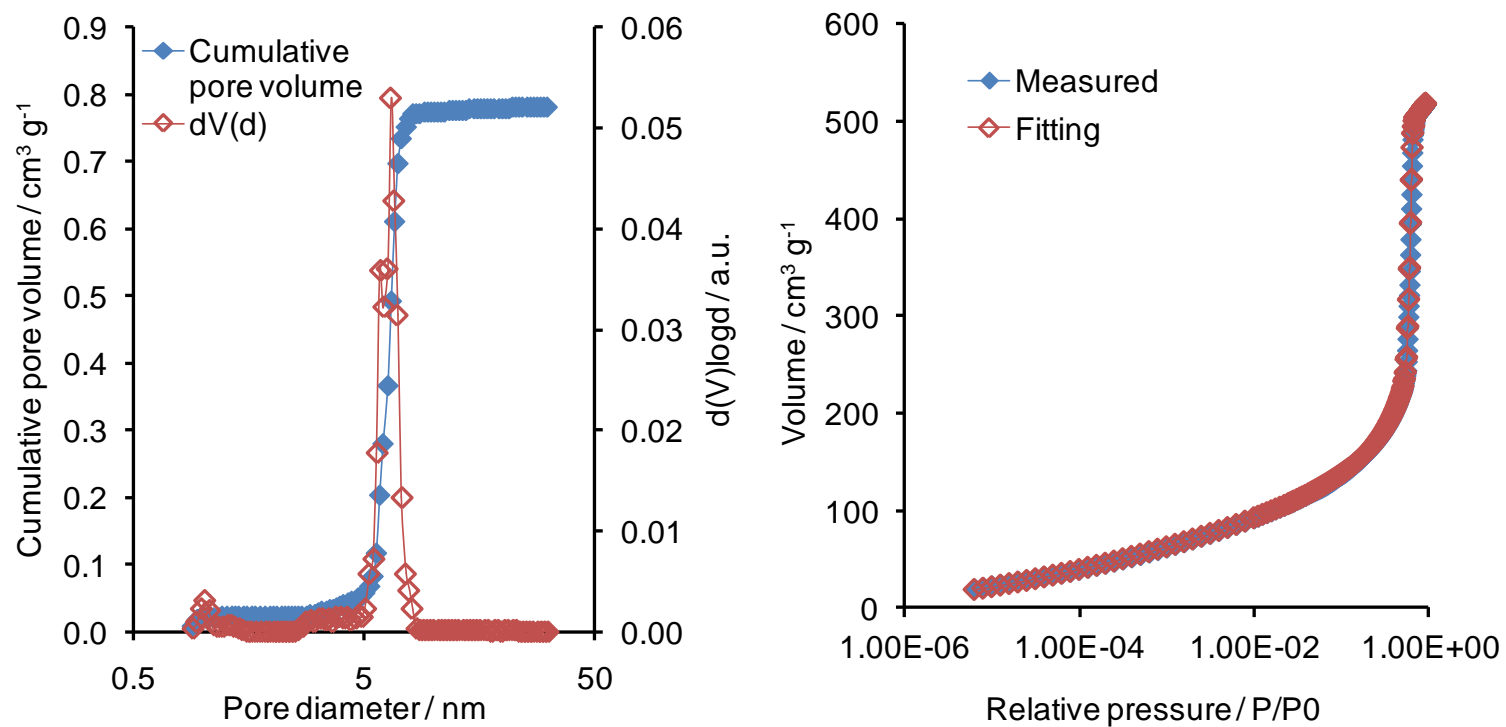 Cumulative pore volume / cm³ g⁻¹
0.9
0.8
0.7
0.6
0.5
0.4
0.3
0.2
0.1
0.0
Cumulative
pore volume
dV(d)
0.06
0.05
0.04
0.03
0.02
0.01
0.00
d(V)logd / a.u.
0.5 5 50
Pore diameter / nm
Volume / cm³ g⁻¹
600
500
400
300
200
100
0
Measured
Fitting
1.00E-06 1.00E-04 1.00E-02 1.00E+00
Relative pressure / P/P0